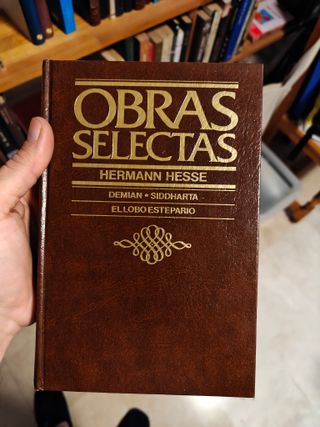 OBRAS
SELECTAS
HERMANN HESSE
DEMIAN • SIDDHARTA
EL LOBO ESTEPARIO